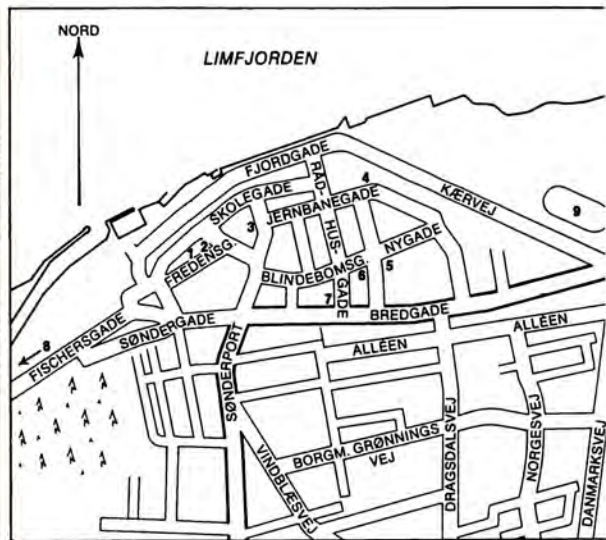 NORD
LIMFJORDEN
FJORDGADE
RÅD-
HUS-
GADE
SKOLEGADE
JERNBANEGADE
KÆRVEJ
4
9
3
1
2
FREDENSG.
BLINDEBOMSG.
NYGADE
6
5
7
8
FISCHERSGADE
SØNDERGADE
BREDGADE
SØNDERPORT
ALLÉEN
ALLÉEN
VINDBLÆSVEJ
BORGM. GRØNNINGS
VEJ
DRAGSDALSVEJ
NORGESVEJ
DANMARKSVEJ